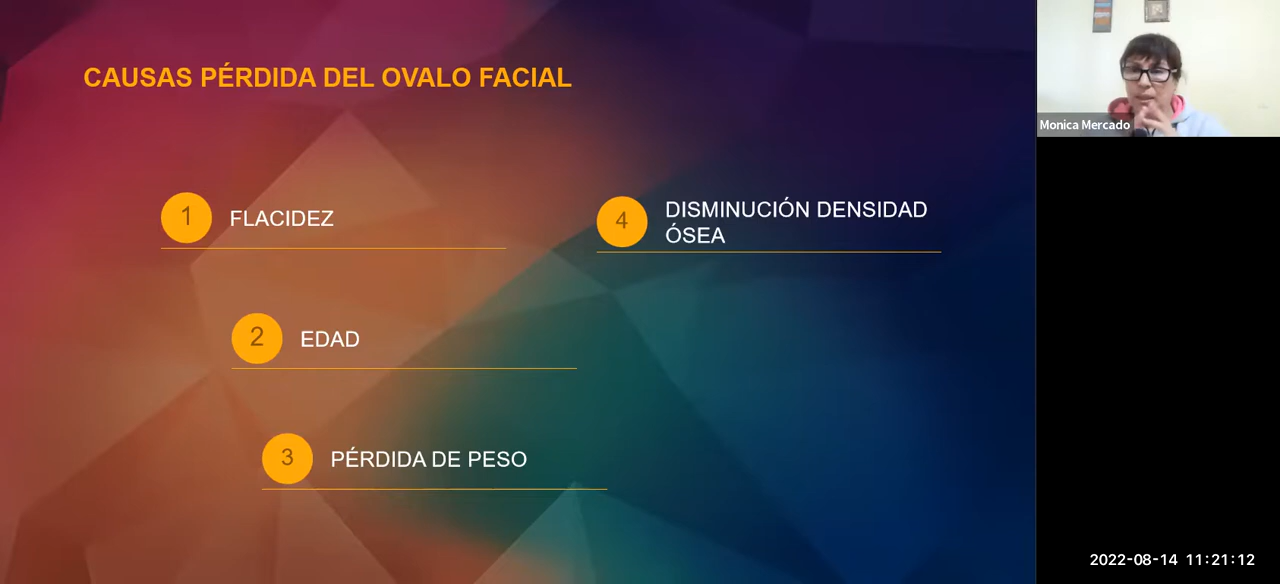 CAUSAS PÉRDIDA DEL OVALO FACIAL
1
FLACIDEZ
2
EDAD
3
PÉRDIDA DE PESO
4
DISMINUCIÓN DENSIDAD
ÓSEA
Monica Mercado
2022-08-14 11:21:12